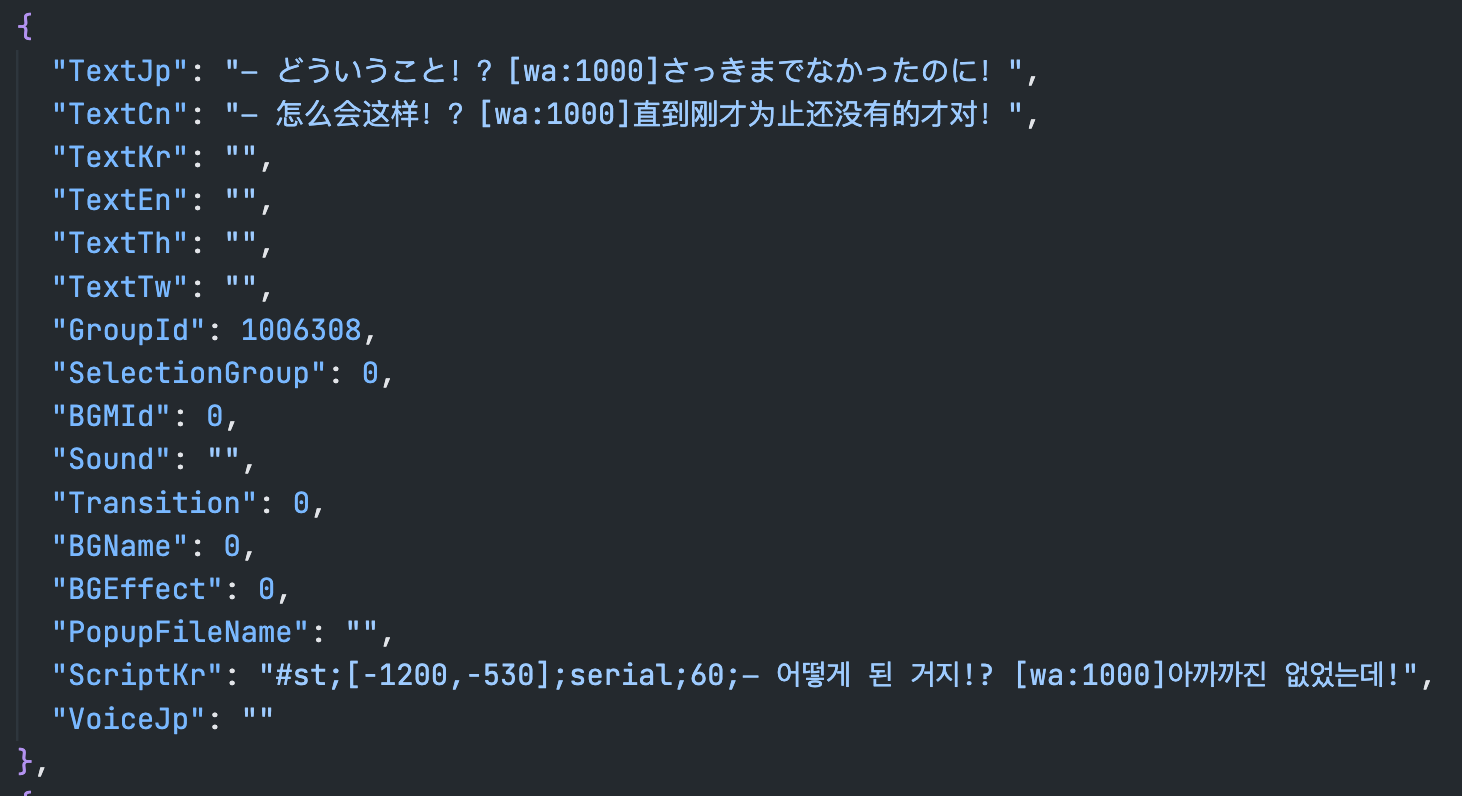 {
"TextJp": "— どういうこと！？[wa:1000]さっきまでなかったのに！",
"TextCn": "— 怎么会这样！？[wa:1000]直到刚才为止还没有的才对！",
"TextKr": "",
"TextEn": "",
"TextTh": "",
"TextTw": "",
"GroupId": 1006308,
"SelectionGroup": 0,
"BGMId": 0,
"Sound": "",
"Transition": 0,
"BGName": 0,
"BGEffect": 0,
"PopupFileName": "",
"ScriptKr": "#st;[-1200,-530];serial;60;— 어떻게 된 거지!? [wa:1000]아까까진 없었는데!",
"VoiceJp": ""
},